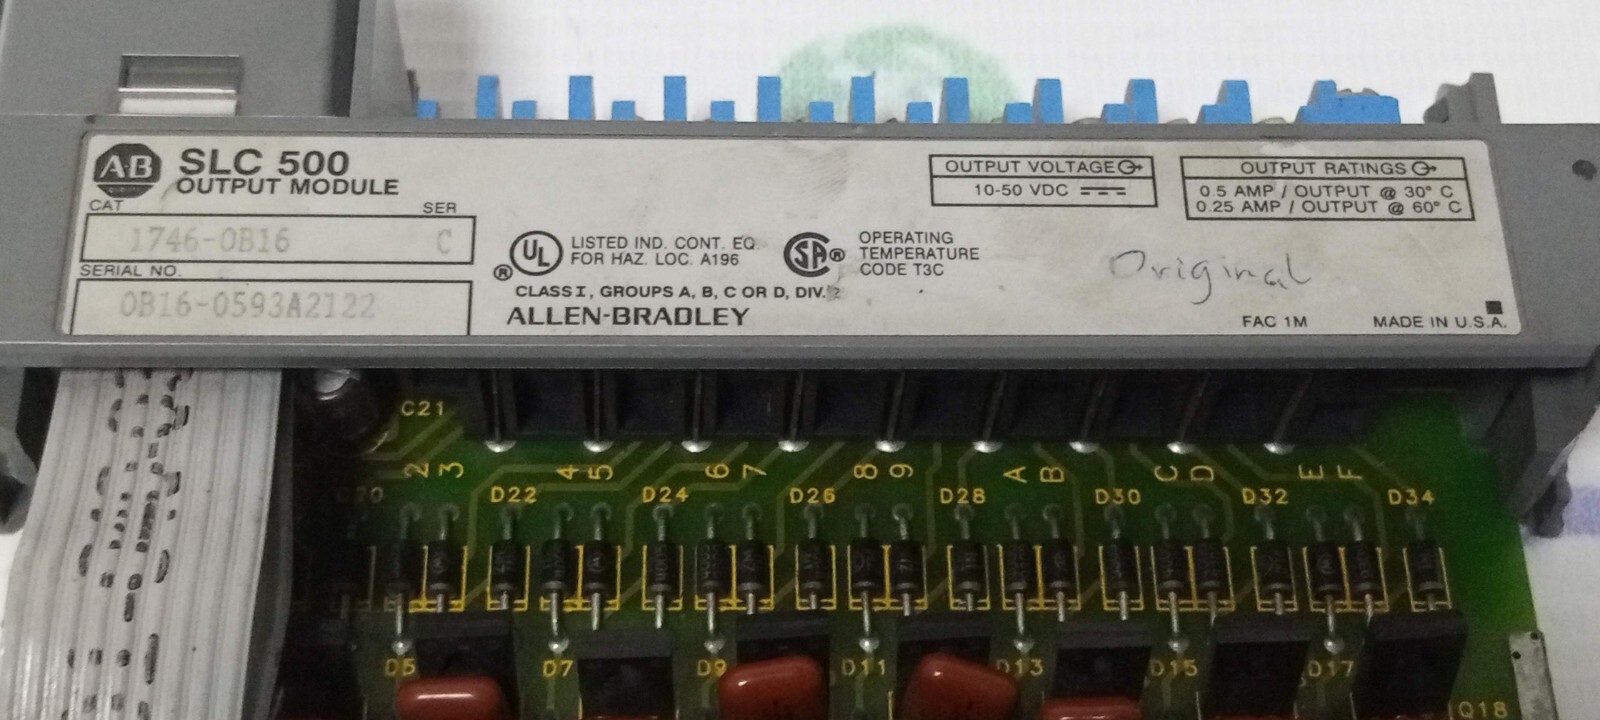 A·B
SLC 500
OUTPUT MODULE
CAT
SER
1746-OB16
C
SERIAL NO.
OB16-0593A2122
UL
®
LISTED IND. CONT. EQ.
FOR HAZ. LOC. A196
SA®
OPERATING
TEMPERATURE
CODE T3C
CLASS I, GROUPS A, B, C OR D, DIV. 2
ALLEN-BRADLEY
OUTPUT VOLTAGE
10-50 VDC
OUTPUT RATINGS
0.5 AMP / OUTPUT @ 30° C
0.25 AMP / OUTPUT @ 60° C
Original
FAC 1M
MADE IN U.S.A.
C21
2 3 4 5 6 7 8 9 A B C D E F
D20 D22 D24 D26 D28 D30 D32 D34
D5 D7 D9 D11 D13 D15 D17
Q18